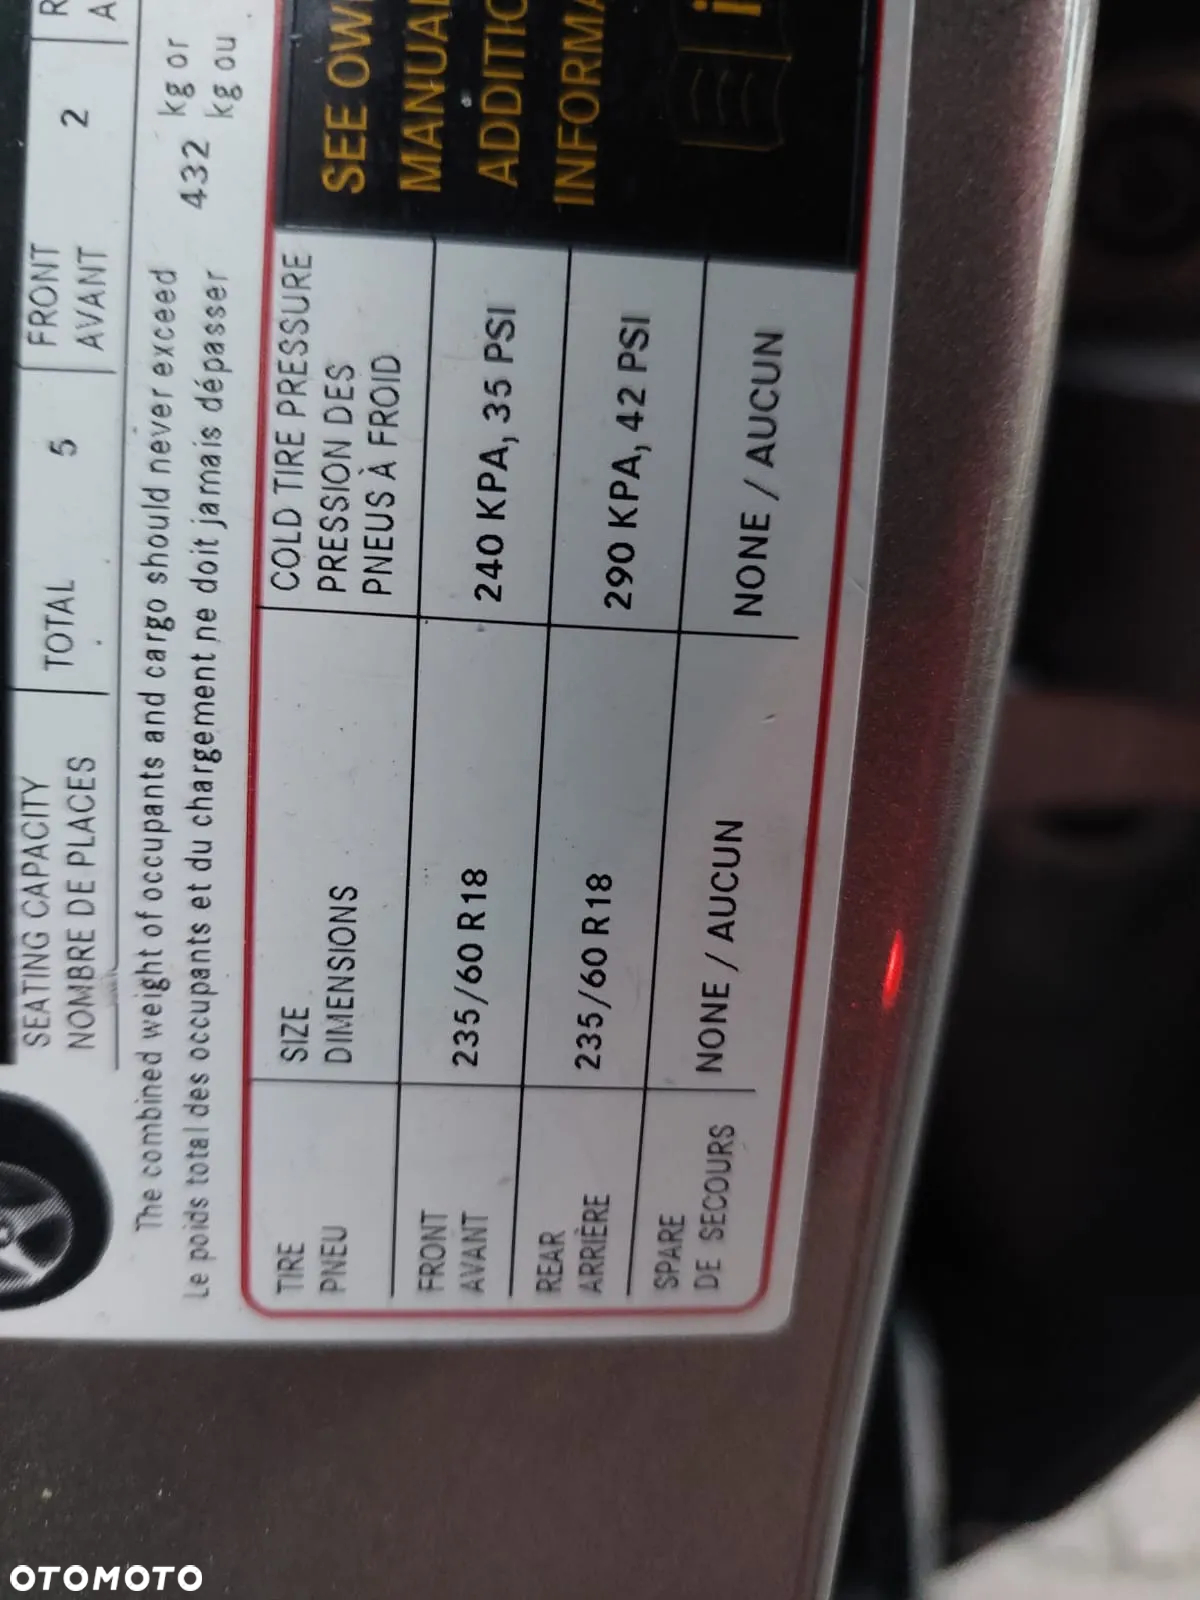 SEATING CAPACITY
NOMBRE DE PLACES
TOTAL 5
FRONT
AVANT
2
R
A
The combined weight of occupants and cargo should never exceed
Le poids total des occupants et du chargement ne doit jamais dépasser
432
kg or
kg ou
TIRE
PNEU
SIZE
DIMENSIONS
COLD TIRE PRESSURE
PRESSION DES
PNEUS À FROID
FRONT
AVANT
235/60 R18
240 KPA, 35 PSI
REAR
ARRIÈRE
235/60 R18
290 KPA, 42 PSI
SPARE
DE SECOURS
NONE / AUCUN
NONE / AUCUN
SEE OW
MANUA
ADDITIO
INFORMA
i
OTOMOTO